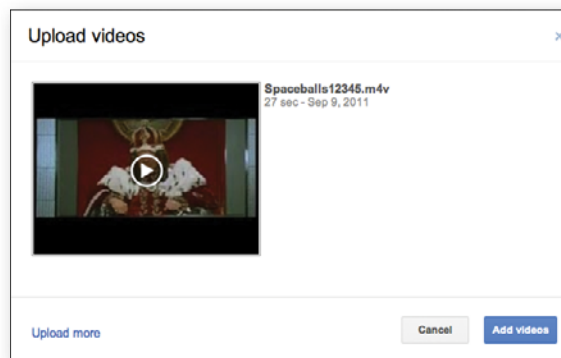 Upload videos
×
Spaceballs12345.m4v
27 sec - Sep 9, 2011
Upload more
Cancel
Add videos